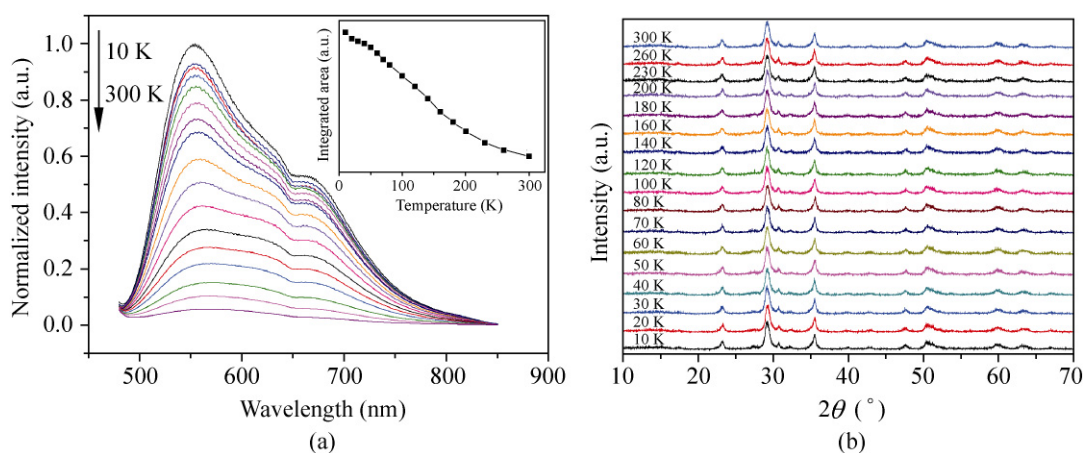 10 K
300 K
Normalized intensity (a.u.)
1.0
0.8
0.6
0.4
0.2
0.0
500 600 700 800 900
Wavelength (nm)
Integrated area (a.u.)
0 100 200 300
Temperature (K)
(a)
Intensity (a.u.)
300 K
260 K
230 K
200 K
180 K
160 K
140 K
120 K
100 K
80 K
70 K
60 K
50 K
40 K
30 K
20 K
10 K
10 20 30 40 50 60 70
2θ (°)
(b)